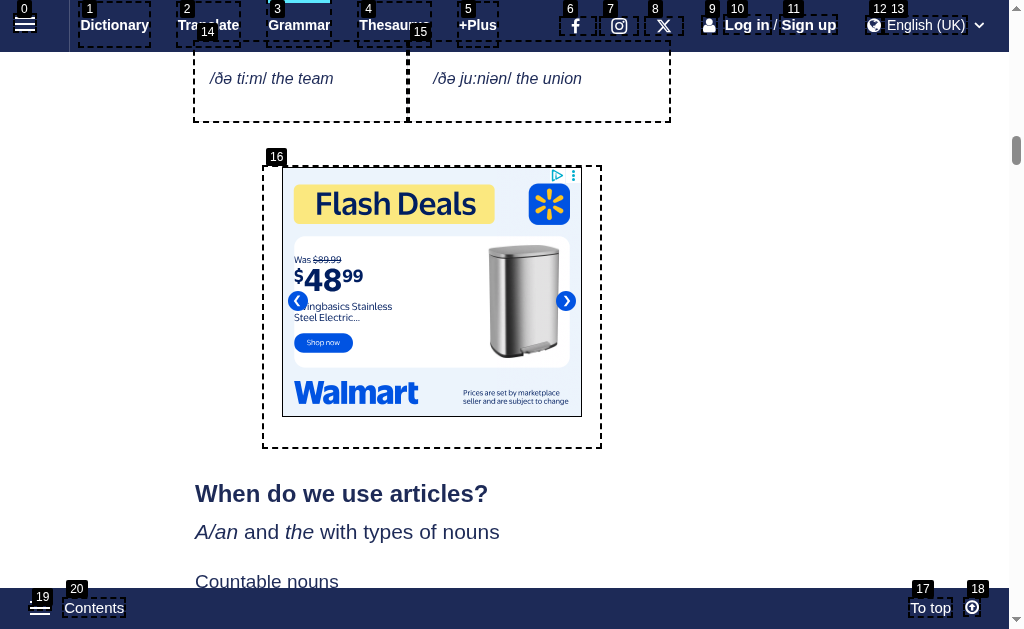 0 1 2 3 4 5 6 7 8 9 10 11 12 13
Dictionary Translate Grammar Thesaurus +Plus Log in / Sign up English (UK)
14 15
/ðə tiːm/ the team /ðə juːniən/ the union
16
Flash Deals
Was $89.99
$48.99
ingbasics Stainless
Steel Electric...
Shop now
Walmart
Prices are set by marketplace
seller and are subject to change
When do we use articles?
A/an and the with types of nouns
Countable nouns
19 20 17 18
Contents To top